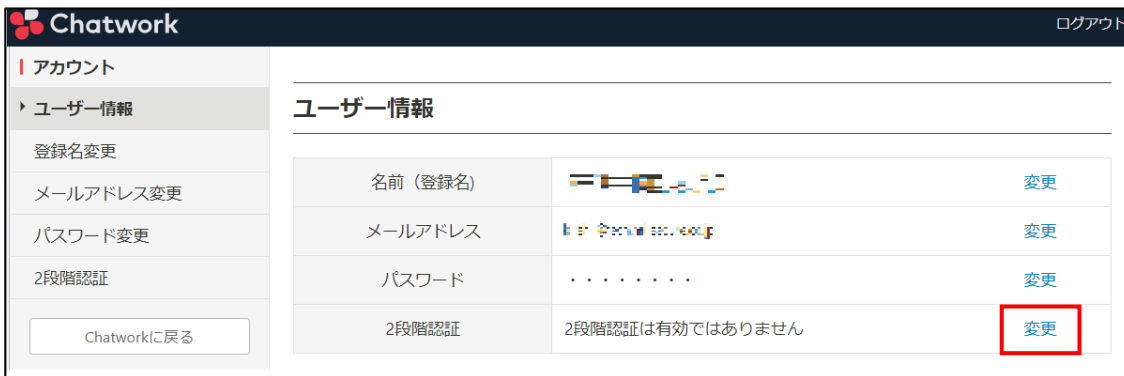 Chatwork
ログアウト
アカウント
ユーザー情報
登録名変更
メールアドレス変更
パスワード変更
2段階認証
Chatworkに戻る
ユーザー情報
名前（登録名) 変更
メールアドレス 変更
パスワード ・・・・・・・・ 変更
2段階認証 2段階認証は有効ではありません 変更